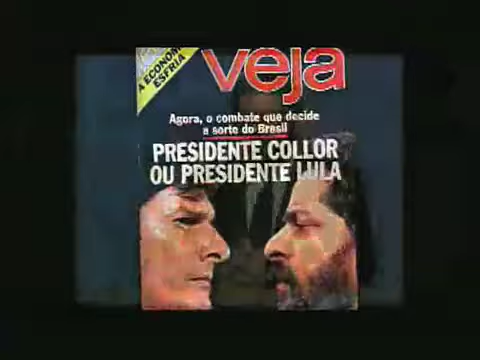 A ECONOMIA
ESFRIA
veja
Agora, o combate que decide
a sorte do Brasil
PRESIDENTE COLLOR
OU PRESIDENTE LULA